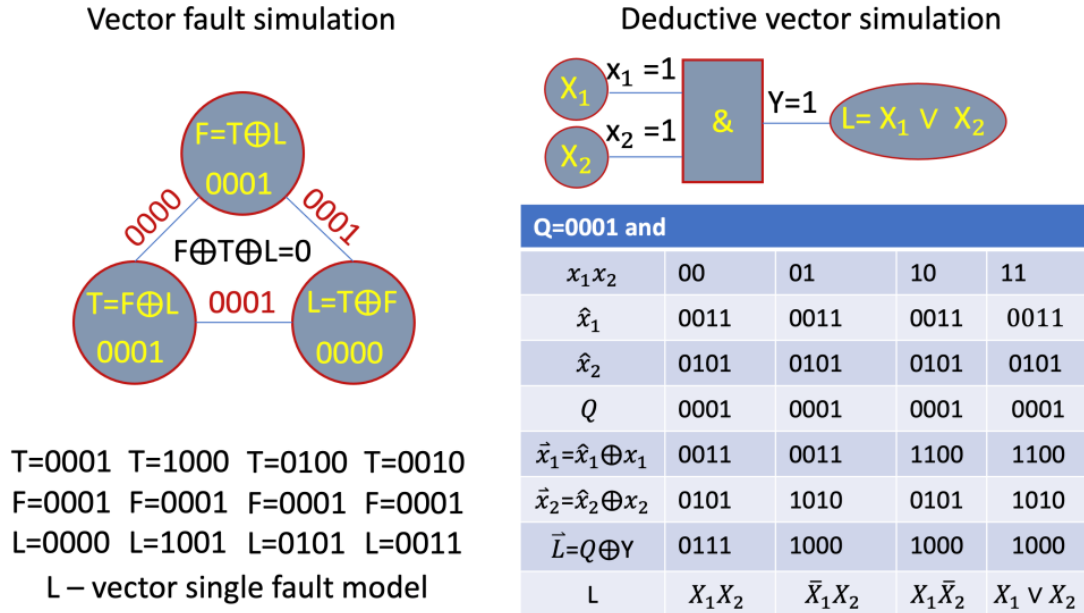 Vector fault simulation
F=T⊕L
0001
0000
0001
F⊕T⊕L=0
T=F⊕L
0001
0001
L=T⊕F
0000
T=0001 T=1000 T=0100 T=0010
F=0001 F=0001 F=0001 F=0001
L=0000 L=1001 L=0101 L=0011
L – vector single fault model
Deductive vector simulation
X₁
x₁ =1
X₂
x₂ =1
&
Y=1
L= X₁ ∨ X₂
Q=0001 and
x₁x₂ 00 01 10 11
x̂₁ 0011 0011 0011 0011
x̂₂ 0101 0101 0101 0101
Q 0001 0001 0001 0001
x⃗₁=x̂₁⊕x₁ 0011 0011 1100 1100
x⃗₂=x̂₂⊕x₂ 0101 1010 0101 1010
L⃗=Q⊕Y 0111 1000 1000 1000
L X₁X₂ X̄₁X₂ X₁X̄₂ X₁ ∨ X₂